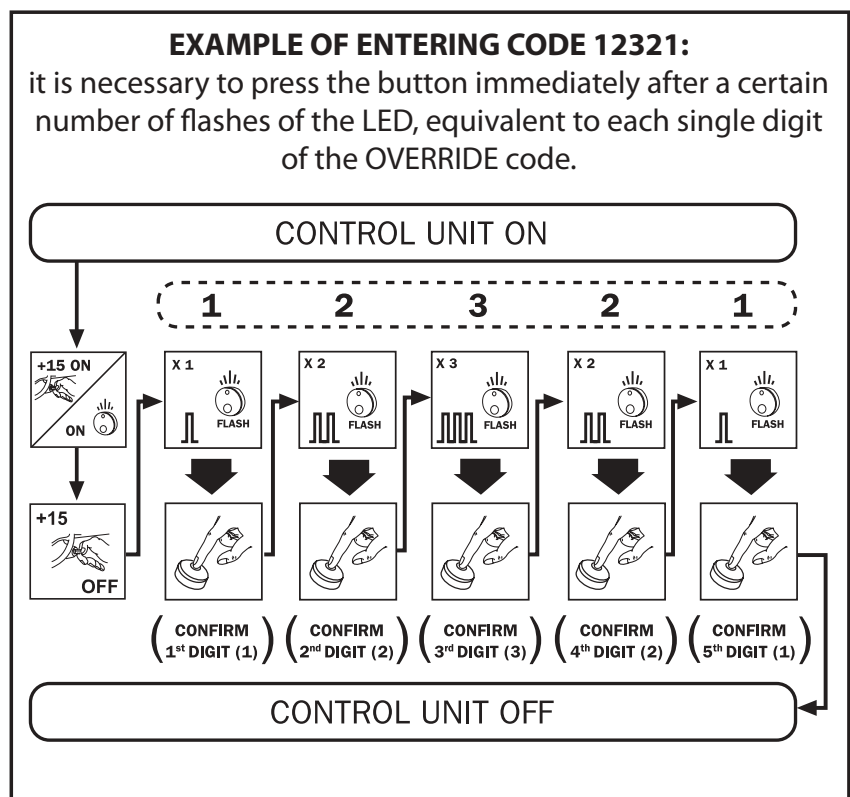 EXAMPLE OF ENTERING CODE 12321:
it is necessary to press the button immediately after a certain
number of flashes of the LED, equivalent to each single digit
of the OVERRIDE code.
CONTROL UNIT ON
1 2 3 2 1
+15 ON
ON
+15
OFF
X 1
FLASH
X 2
FLASH
X 3
FLASH
X 2
FLASH
X 1
FLASH
(CONFIRM
1st DIGIT (1))
(CONFIRM
2nd DIGIT (2))
(CONFIRM
3rd DIGIT (3))
(CONFIRM
4th DIGIT (2))
(CONFIRM
5th DIGIT (1))
CONTROL UNIT OFF